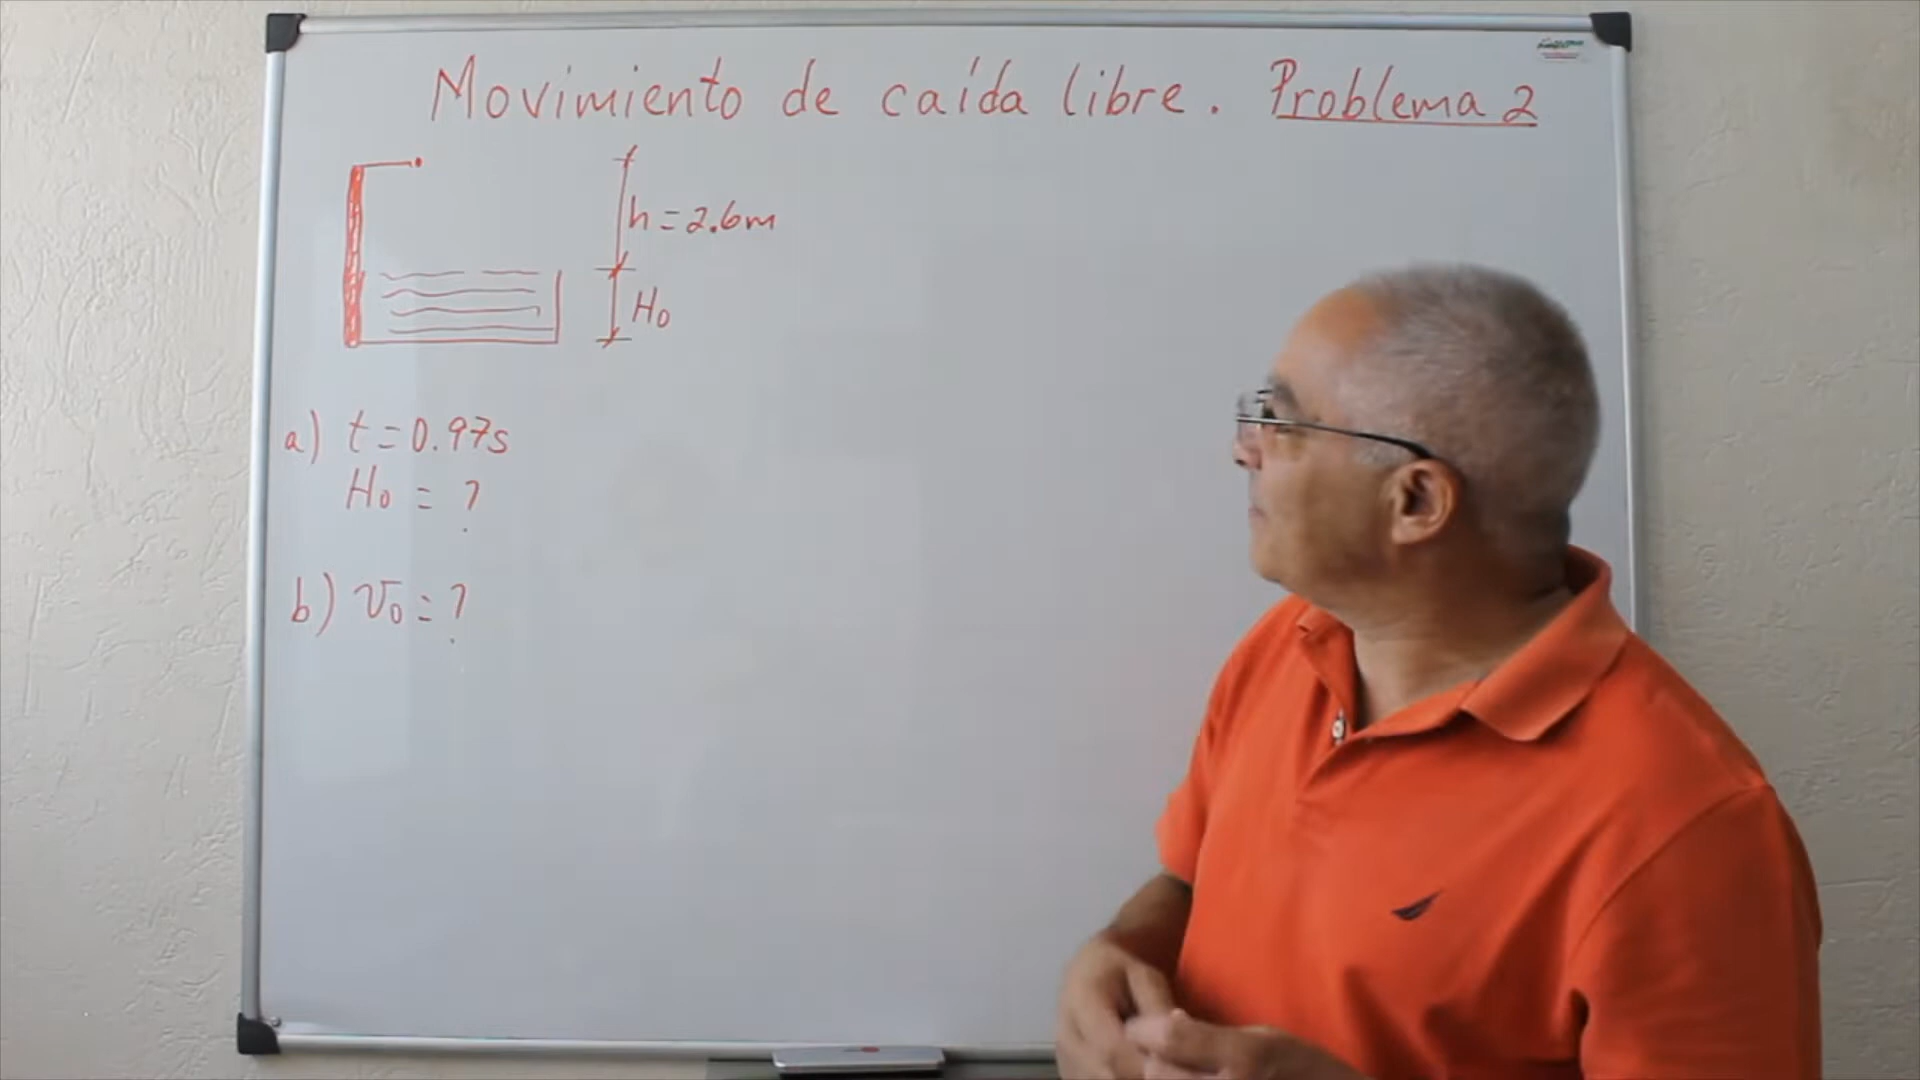 Movimiento de caída libre. Problema 2
h = 2.6m
H₀
a) t = 0.97s
H₀ = ?
b) v₀ = ?